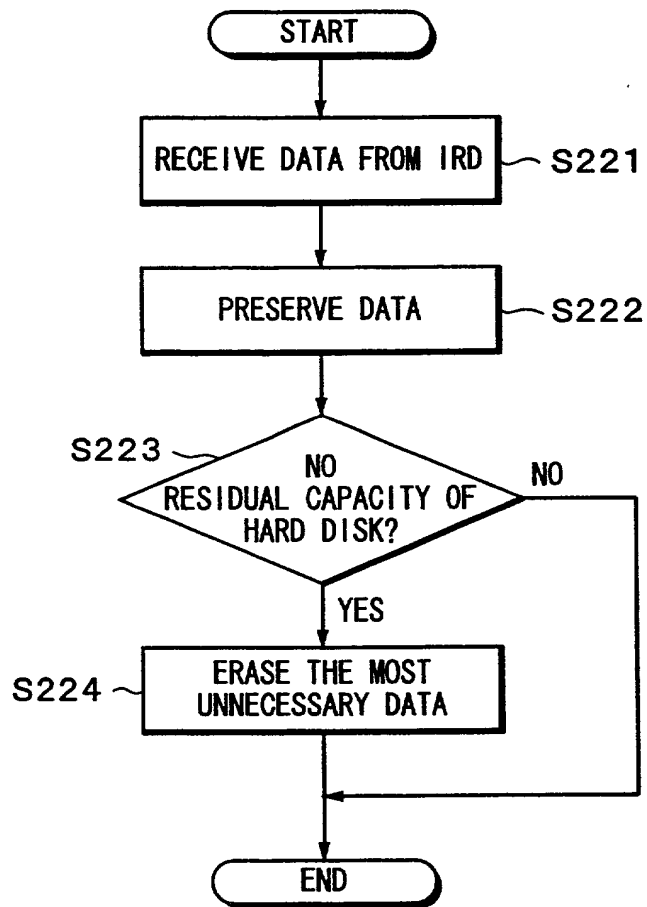 START
RECEIVE DATA FROM IRD
S221
PRESERVE DATA
S222
S223
NO
RESIDUAL CAPACITY OF
HARD DISK?
NO
YES
S224
ERASE THE MOST
UNNECESSARY DATA
END